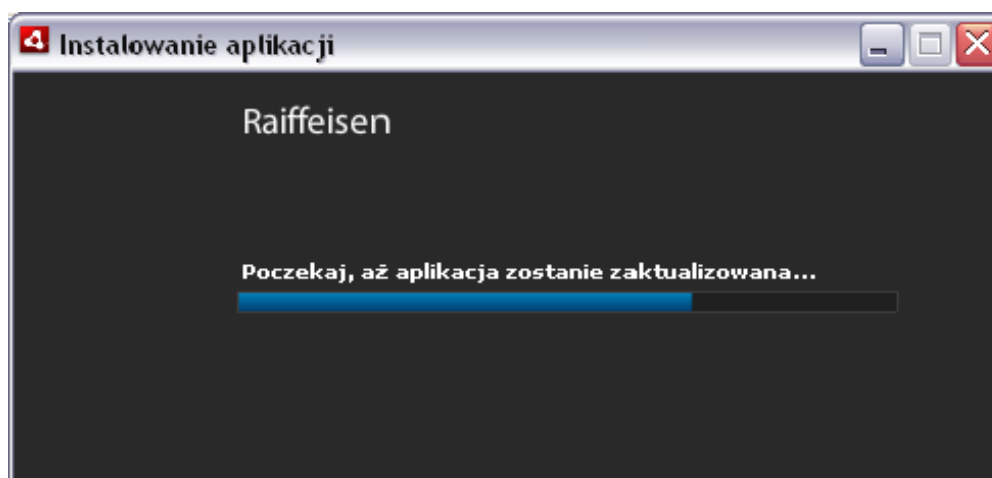 Instalowanie aplikacji
Raiffeisen
Poczekaj, aż aplikacja zostanie zaktualizowana...